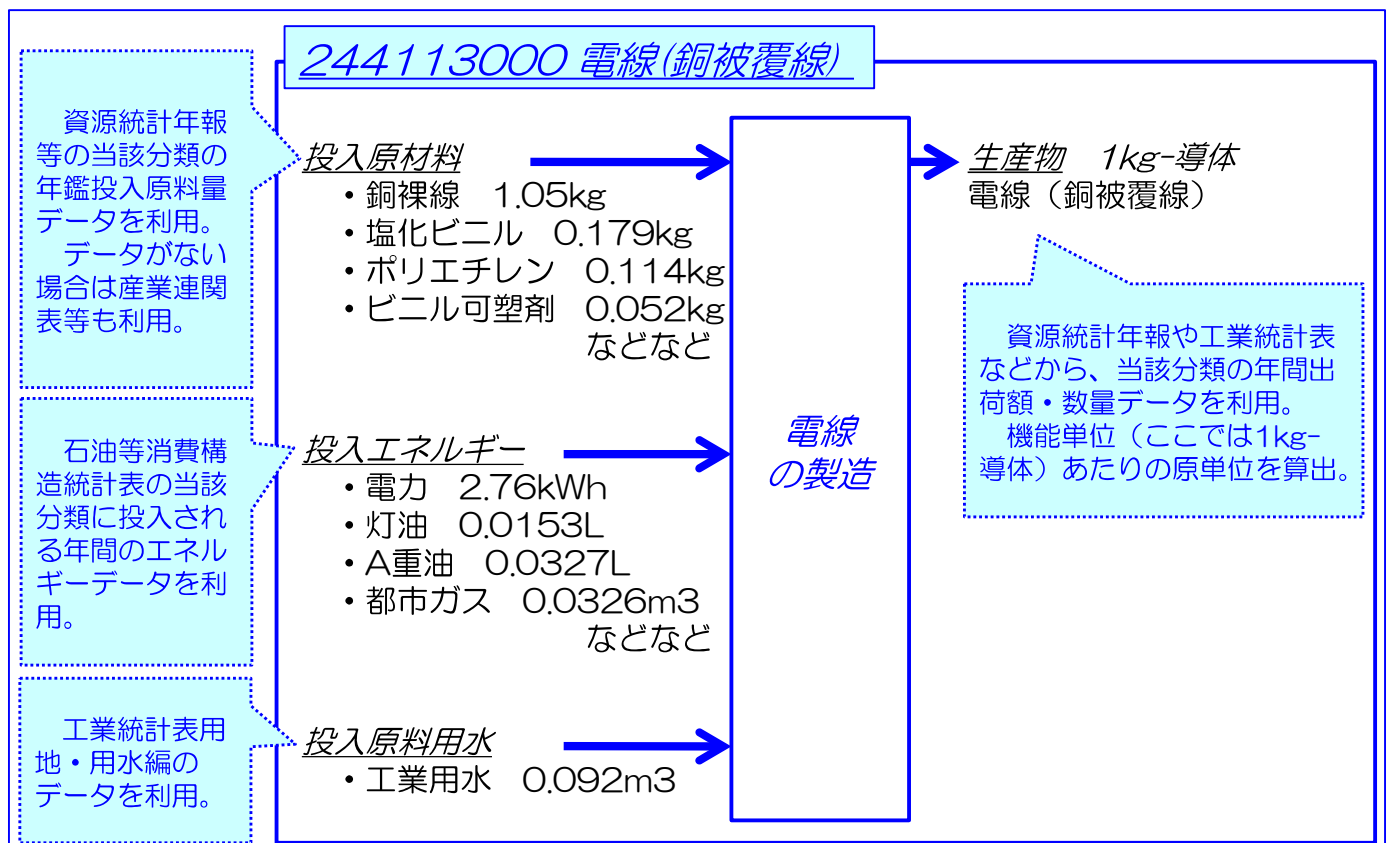 244113000 電線(銅被覆線)
資源統計年報
等の当該分類の
年鑑投入原料量
データを利用。
データがない
場合は産業連関
表等も利用。
投入原材料
・銅裸線 1.05kg
・塩化ビニル 0.179kg
・ポリエチレン 0.114kg
・ビニル可塑剤 0.052kg
などなど
石油等消費構
造統計表の当該
分類に投入され
る年間のエネル
ギーデータを利
用。
投入エネルギー
・電力 2.76kWh
・灯油 0.0153L
・A重油 0.0327L
・都市ガス 0.0326m3
などなど
工業統計表用
地・用水編の
データを利用。
投入原料用水
・工業用水 0.092m3
電線
の製造
生産物 1kg-導体
電線（銅被覆線）
資源統計年報や工業統計表
などから、当該分類の年間出
荷額・数量データを利用。
機能単位（ここでは1kg-
導体）あたりの原単位を算出。